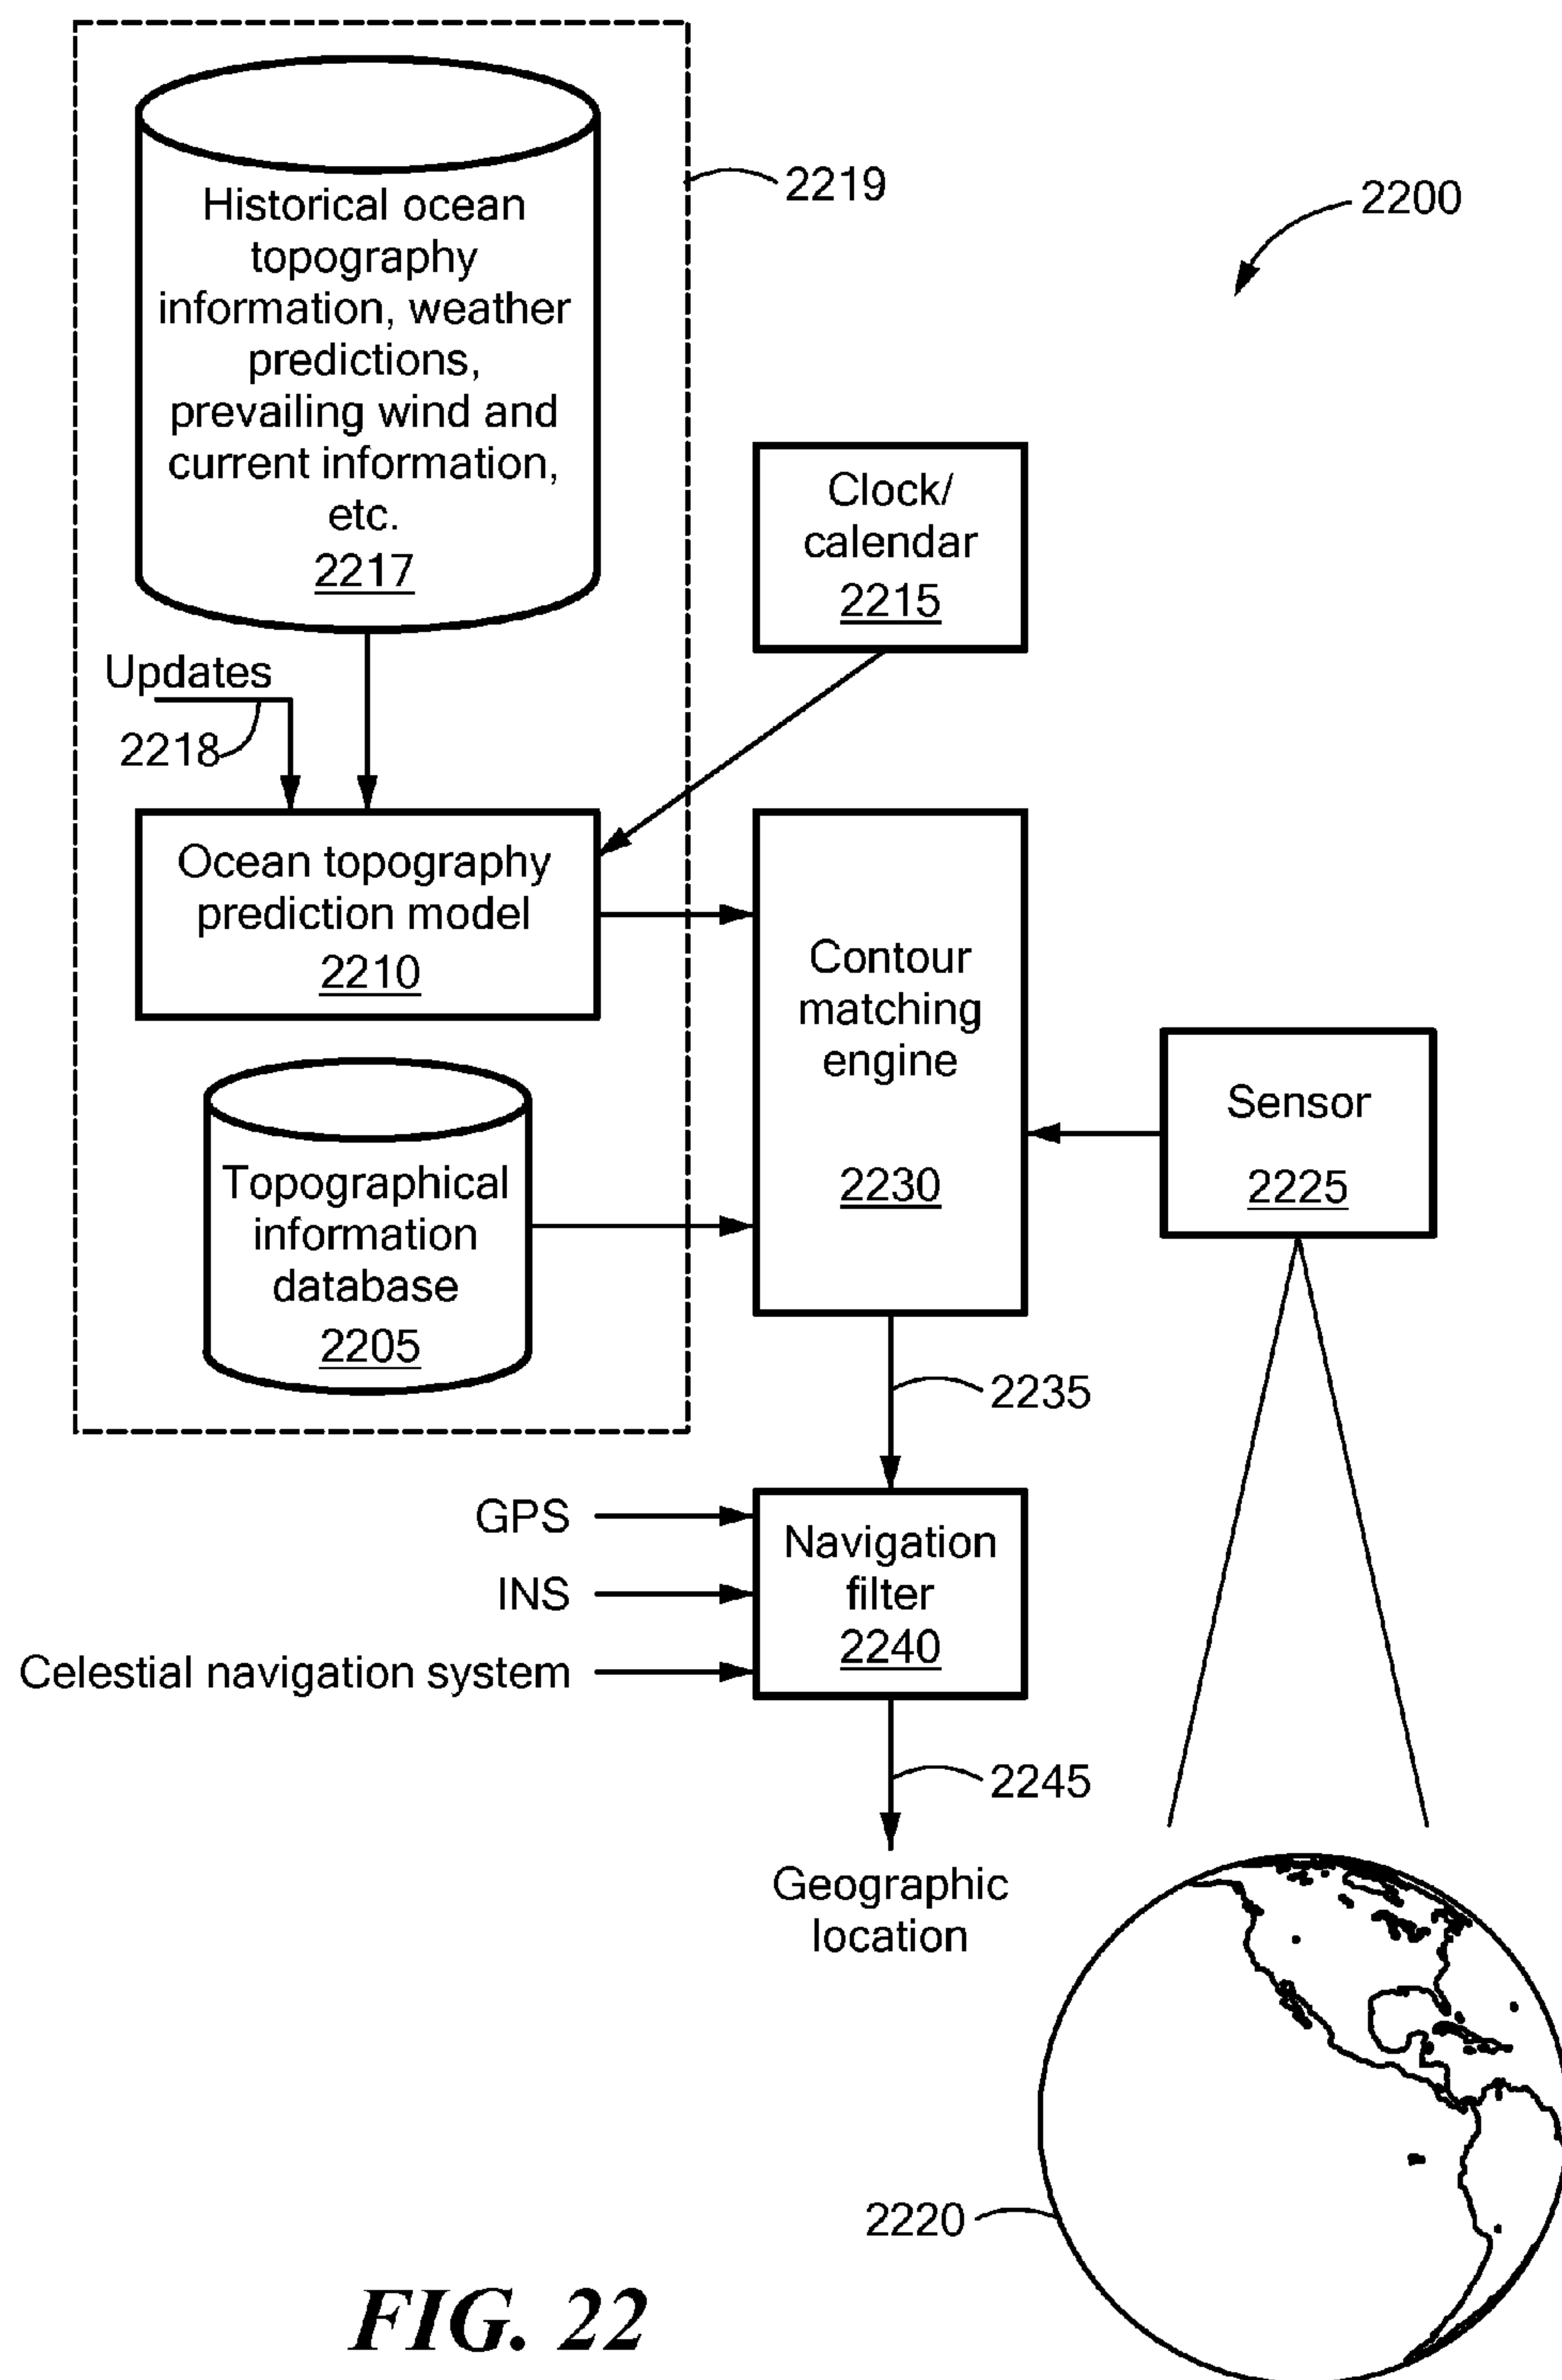 2219
2200
Historical ocean
topography
information, weather
predictions,
prevailing wind and
current information,
etc.
2217
Clock/
calendar
2215
Updates
2218
Ocean topography
prediction model
2210
Contour
matching
engine
2230
Sensor
2225
Topographical
information
database
2205
2235
GPS
INS
Celestial navigation system
Navigation
filter
2240
2245
Geographic
location
2220
FIG. 22